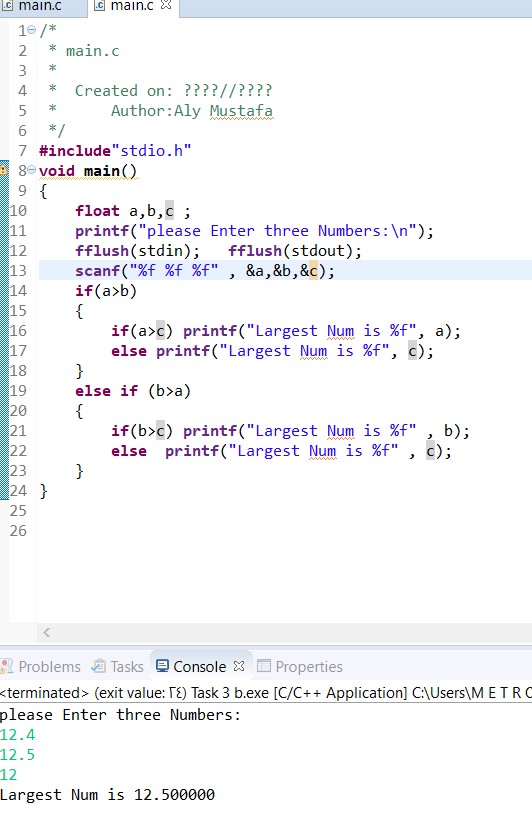 main.c main.c
1 /*
2 * main.c
3 *
4 * Created on: ????//????
5 * Author:Aly Mustafa
6 */
7 #include"stdio.h"
8 void main()
9 {
10 float a,b,c ;
11 printf("please Enter three Numbers:\n");
12 fflush(stdin); fflush(stdout);
13 scanf("%f %f %f" , &a,&b,&c);
14 if(a>b)
15 {
16 if(a>c) printf("Largest Num is %f", a);
17 else printf("Largest Num is %f", c);
18 }
19 else if (b>a)
20 {
21 if(b>c) printf("Largest Num is %f" , b);
22 else printf("Largest Num is %f" , c);
23 }
24 }
25
26
Problems Tasks Console Properties
<terminated> (exit value: ٢٤) Task 3 b.exe [C/C++ Application] C:\Users\M E T R O
please Enter three Numbers:
12.4
12.5
12
Largest Num is 12.500000